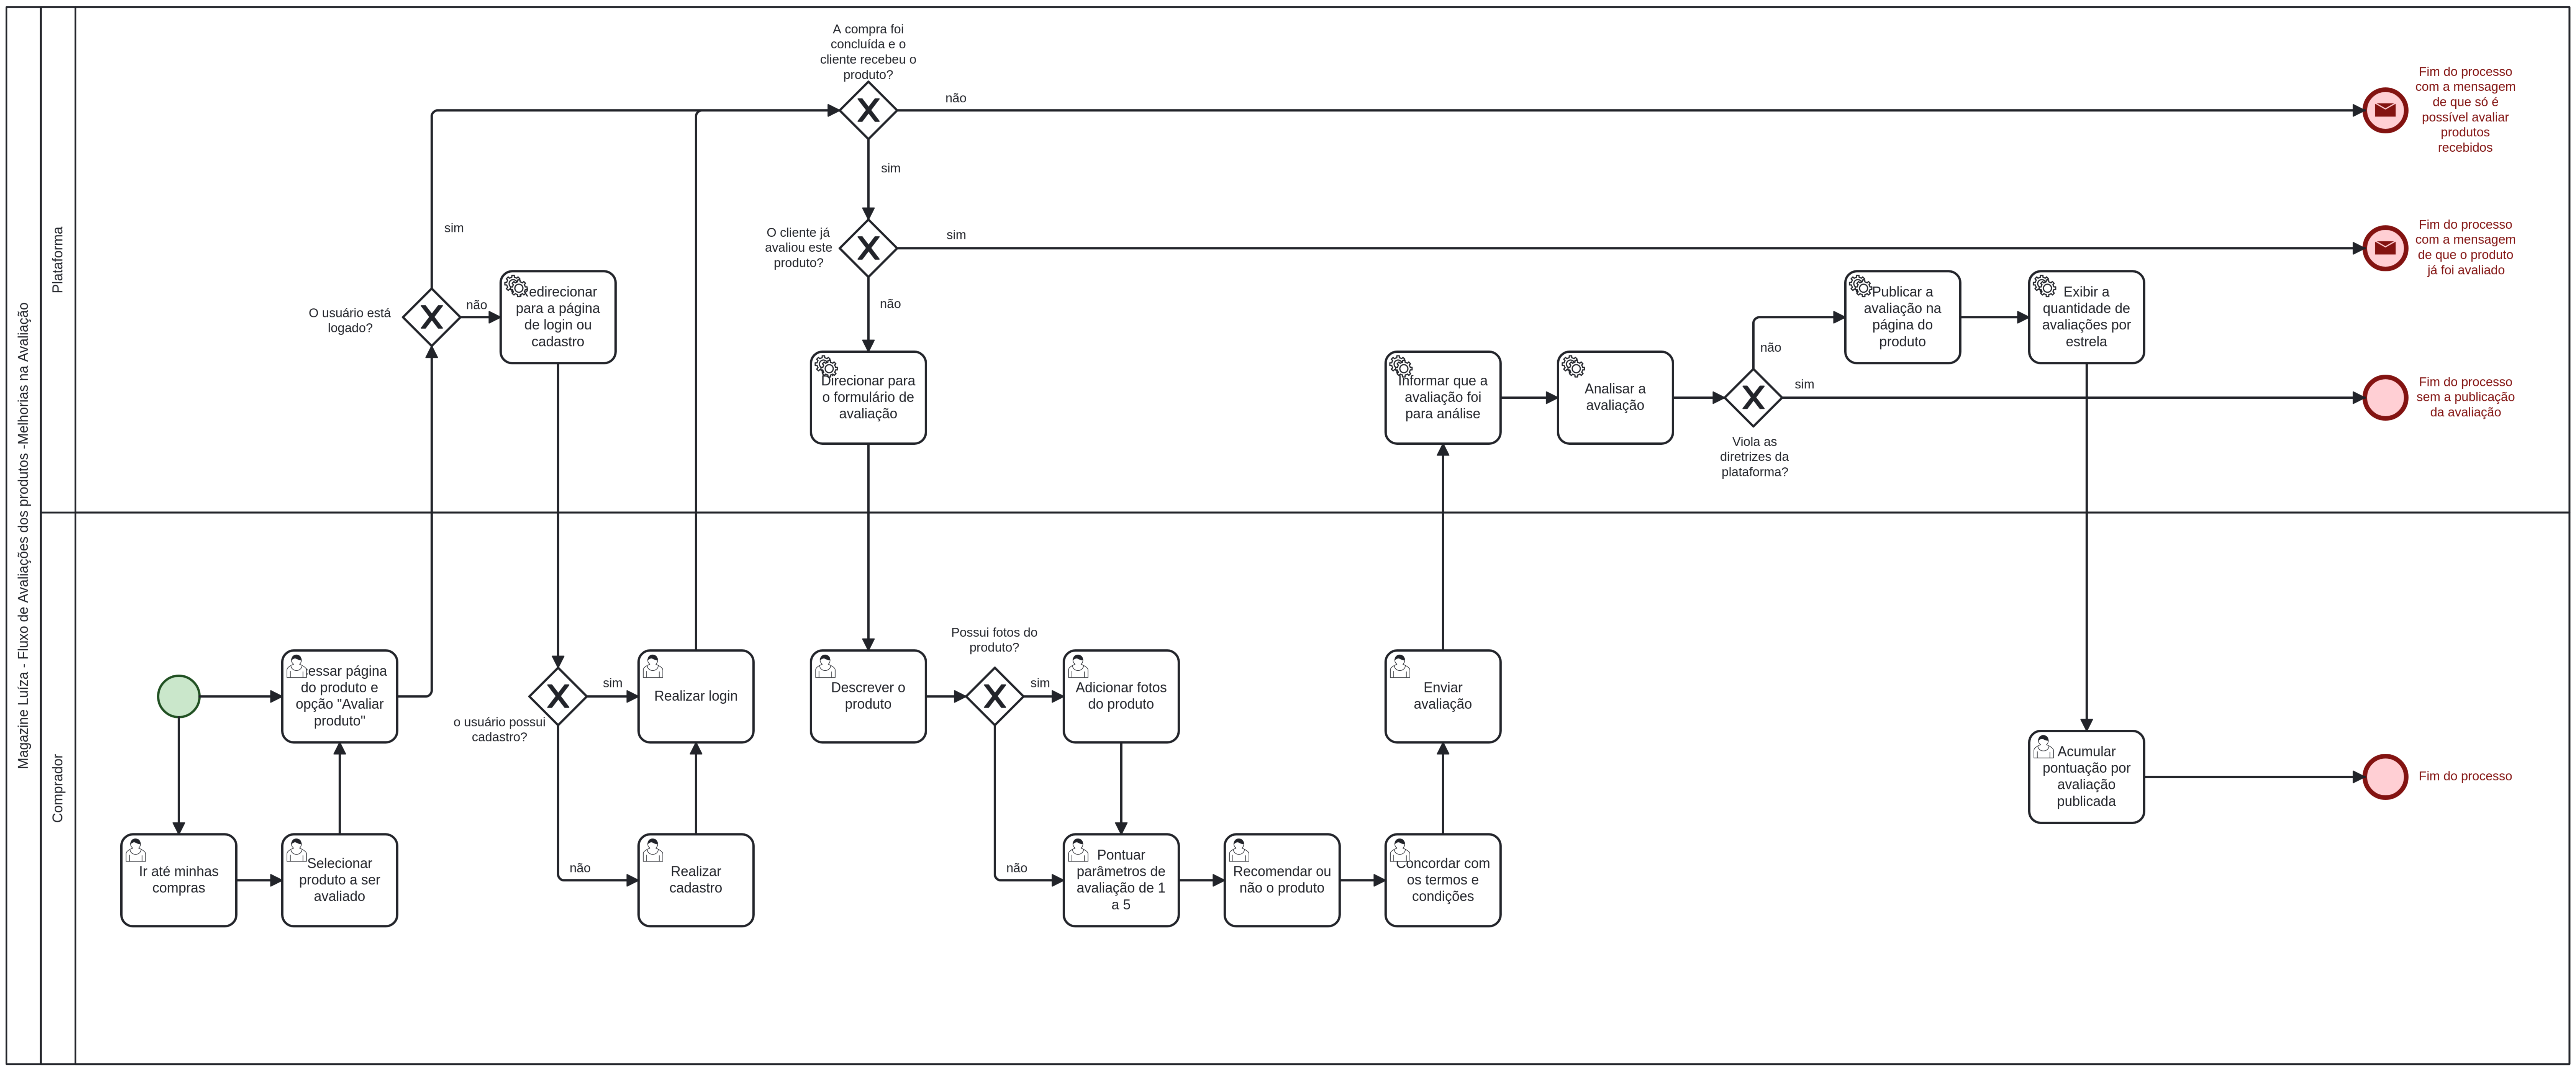 Magazine Luíza - Fluxo de Avaliações dos produtos -Melhorias na Avaliação
Plataforma
A compra foi
concluída e o
cliente recebeu o
produto?
não
Fim do processo
com a mensagem
de que só é
possível avaliar
produtos
recebidos
sim
sim
O cliente já
avaliou este
produto?
sim
Fim do processo
com a mensagem
de que o produto
já foi avaliado
O usuário está
logado?
não
edirecionar
para a página
de login ou
cadastro
não
Direcionar para
o formulário de
avaliação
Informar que a
avaliação foi
para análise
Analisar a
avaliação
não
Viola as
diretrizes da
plataforma?
sim
Publicar a
avaliação na
página do
produto
Exibir a
quantidade de
avaliações por
estrela
Fim do processo
sem a publicação
da avaliação
Comprador
essar página
do produto e
opção "Avaliar
produto"
Ir até minhas
compras
Selecionar
produto a ser
avaliado
o usuário possui
cadastro?
sim
Realizar login
não
Realizar
cadastro
Descrever o
produto
Possui fotos do
produto?
sim
Adicionar fotos
do produto
não
Pontuar
parâmetros de
avaliação de 1
a 5
Recomendar ou
não o produto
Concordar com
os termos e
condições
Enviar
avaliação
Acumular
pontuação por
avaliação
publicada
Fim do processo